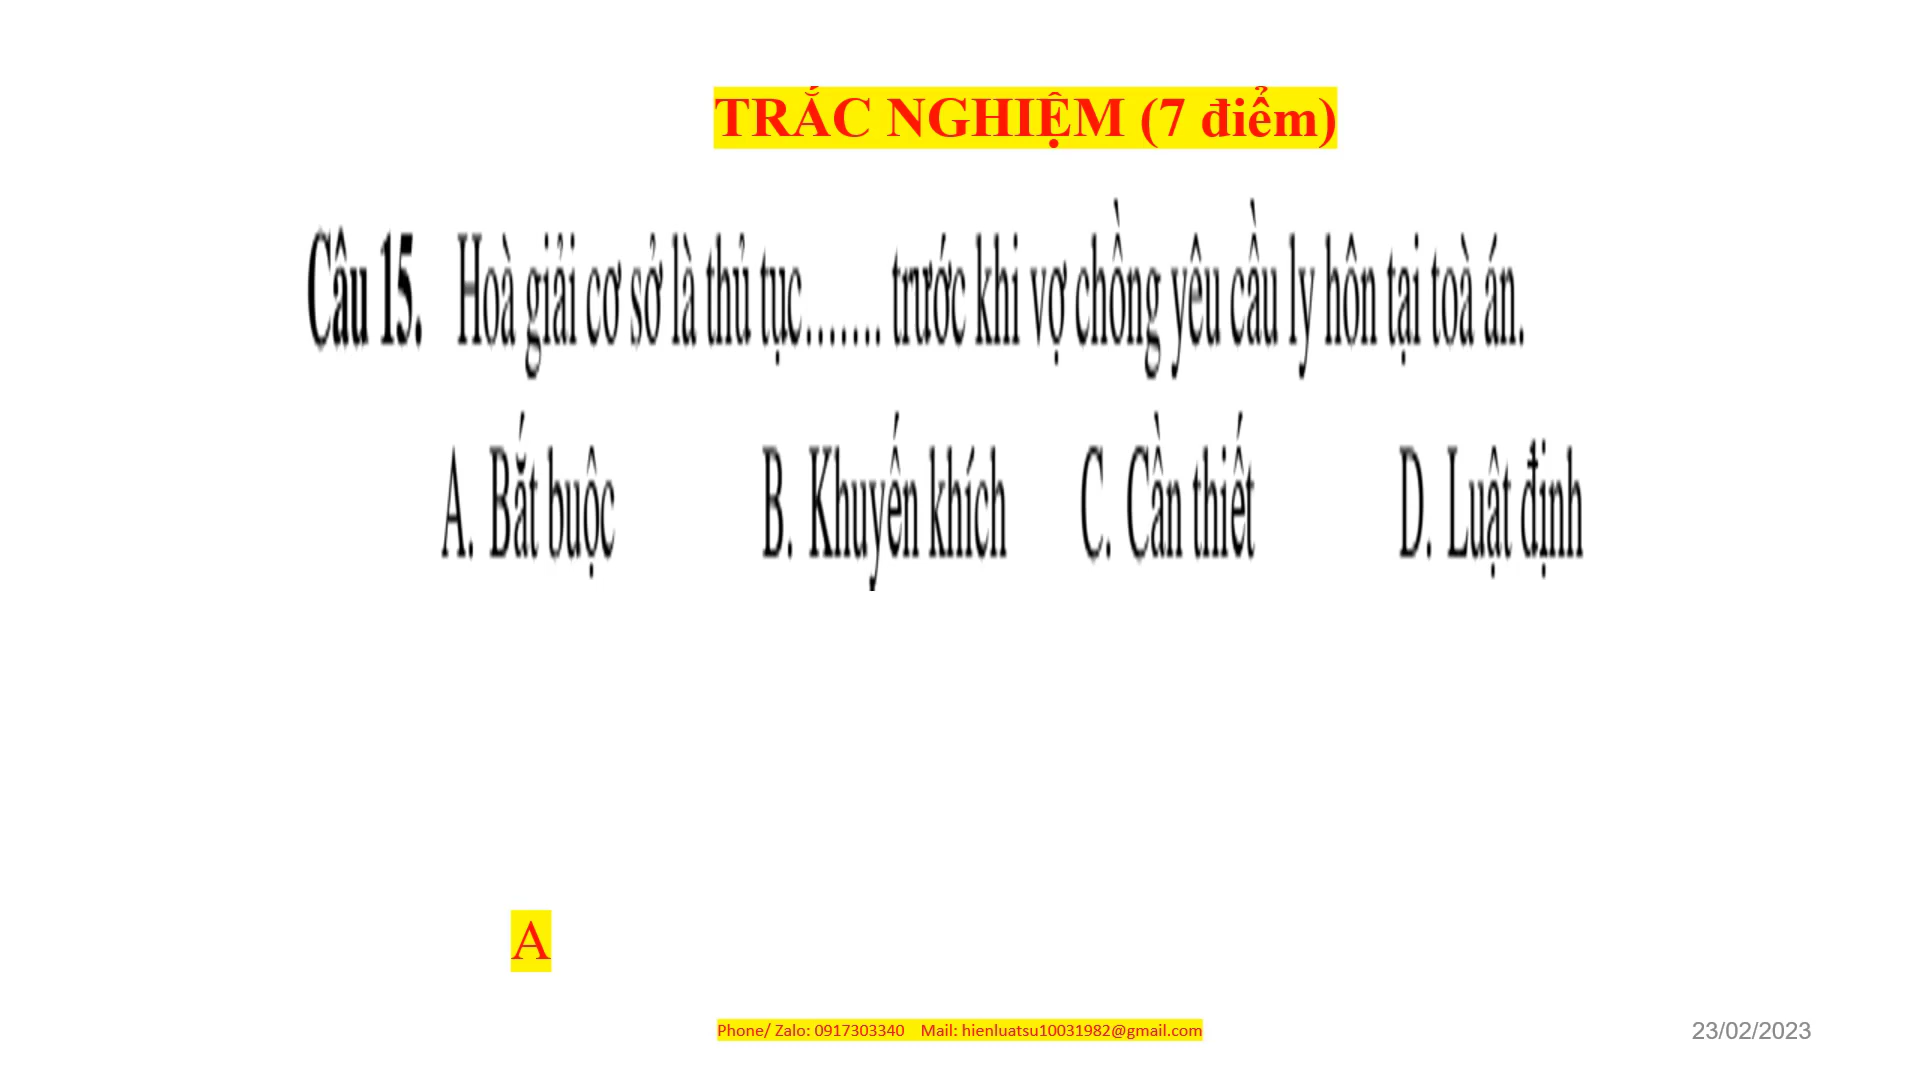 TRẮC NGHIỆM (7 điểm)
Câu 15. Hoà giải cơ sở là thủ tục....... trước khi vợ chồng yêu cầu ly hôn tại toà án.
A. Bắt buộc B. Khuyến khích C. Cần thiết D. Luật định
A
Phone/ Zalo: 0917303340 Mail: hienluatsu10031982@gmail.com
23/02/2023